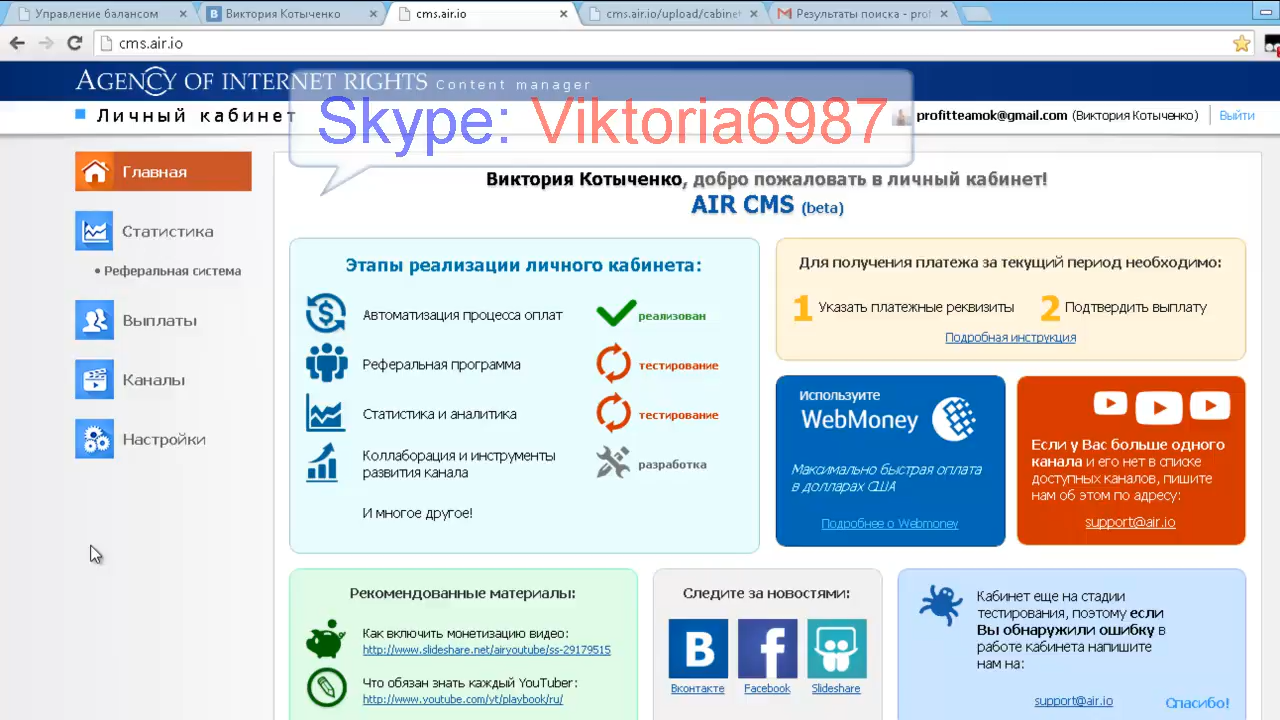 Управление балансом
Виктория Котыченко
cms.air.io
cms.air.io/upload/cabinet
Результаты поиска - prof
cms.air.io
AGENCY OF INTERNET RIGHTS Content manager
Skype: Viktoria6987
Личный кабинет
profitteamok@gmail.com (Виктория Котыченко)
Выйти
Главная
Статистика
• Реферальная система
Выплаты
Каналы
Настройки
Виктория Котыченко, добро пожаловать в личный кабинет!
AIR CMS (beta)
Этапы реализации личного кабинета:
Автоматизация процесса оплат
реализован
Реферальная программа
тестирование
Статистика и аналитика
тестирование
Коллаборация и инструменты
развития канала
разработка
И многое другое!
Для получения платежа за текущий период необходимо:
1 Указать платежные реквизиты
2 Подтвердить выплату
Подробная инструкция
Используите
WebMoney
Максимально быстрая оплата
в долларах США
Подробнее о Webmoney
Если у Вас больше одного
канала и его нет в списке
доступных каналов, пишите
нам об этом по адресу:
support@air.io
Рекомендованные материалы:
Как включить монетизацию видео:
http://www.slideshare.net/airyoutube/ss-29179515
Что обязан знать каждый YouTuber:
http://www.youtube.com/yt/playbook/ru/
Следите за новостями:
В
f
Вконтакте
Facebook
Slideshare
Кабинет еще на стадии
тестирования, поэтому если
Вы обнаружили ошибку в
работе кабинета напишите
нам на:
support@air.io
Спасибо!